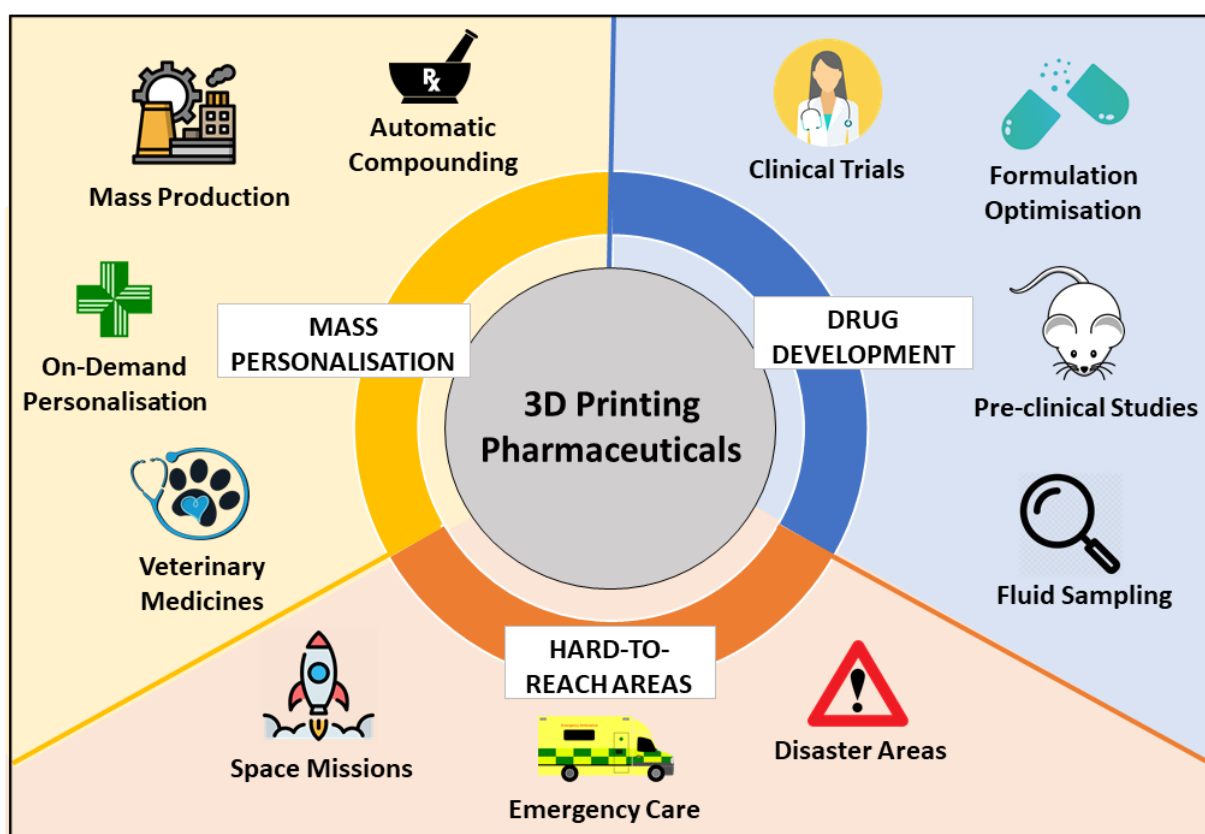 Rx
Automatic
Compounding
Mass Production
Clinical Trials
Formulation
Optimisation
On-Demand
Personalisation
MASS
PERSONALISATION
DRUG
DEVELOPMENT
Pre-clinical Studies
3D Printing
Pharmaceuticals
Veterinary
Medicines
Fluid Sampling
HARD-TO-
REACH AREAS
Space Missions
Emergency Care
Disaster Areas